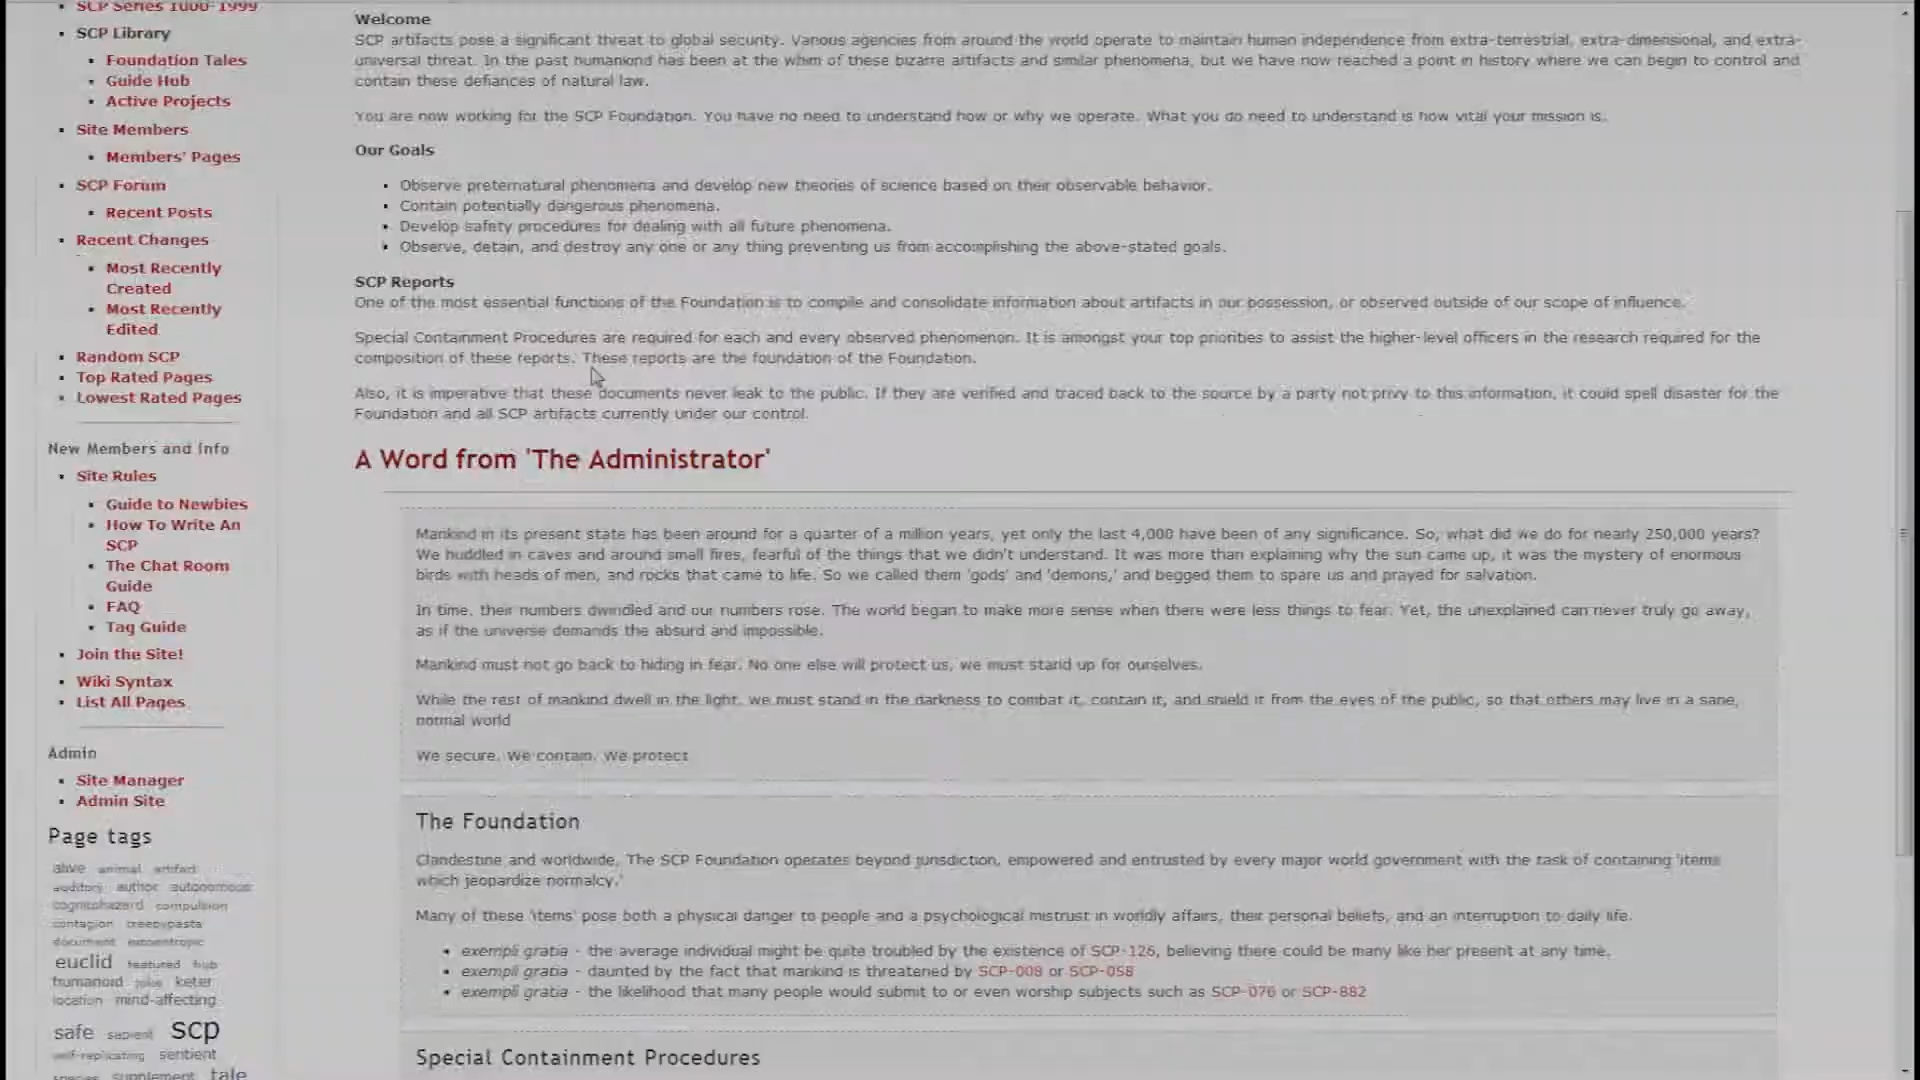 SCP Series 1000-1999
SCP Library
Foundation Tales
Guide Hub
Active Projects
Site Members
Members' Pages
SCP Forum
Recent Posts
Recent Changes
Most Recently
Created
Most Recently
Edited
Random SCP
Top Rated Pages
Lowest Rated Pages
New Members and Info
Site Rules
Guide to Newbies
How To Write An
SCP
The Chat Room
Guide
FAQ
Tag Guide
Join the Site!
Wiki Syntax
List All Pages
Admin
Site Manager
Admin Site
Page tags
alive animal artifact
auditory author autonomous
cognitohazard compulsion
contagion creepypasta
document extoentropic
euclid featured hub
humanoid joke keter
location mind-affecting
safe sapient scp
self-replicating sentient
species supplement tale
Welcome
SCP artifacts pose a significant threat to global security. Various agencies from around the world operate to maintain human independence from extra-terrestrial, extra-dimensional, and extra-
universal threat. In the past humankind has been at the whim of these bizarre artifacts and similar phenomena, but we have now reached a point in history where we can begin to control and
contain these defiances of natural law.
You are now working for the SCP Foundation. You have no need to understand how or why we operate. What you do need to understand is how vital your mission is.
Our Goals
Observe preternatural phenomena and develop new theories of science based on their observable behavior.
Contain potentially dangerous phenomena.
Develop safety procedures for dealing with all future phenomena.
Observe, detain, and destroy any one or any thing preventing us from accomplishing the above-stated goals.
SCP Reports
One of the most essential functions of the Foundation is to compile and consolidate information about artifacts in our possession, or observed outside of our scope of influence.
Special Containment Procedures are required for each and every observed phenomenon. It is amongst your top priorities to assist the higher-level officers in the research required for the
composition of these reports. These reports are the foundation of the Foundation.
Also, it is imperative that these documents never leak to the public. If they are verified and traced back to the source by a party not privy to this information, it could spell disaster for the
Foundation and all SCP artifacts currently under our control.
A Word from 'The Administrator'
Mankind in its present state has been around for a quarter of a million years, yet only the last 4,000 have been of any significance. So, what did we do for nearly 250,000 years?
We huddled in caves and around small fires, fearful of the things that we didn't understand. It was more than explaining why the sun came up, it was the mystery of enormous
birds with heads of men, and rocks that came to life. So we called them 'gods' and 'demons,' and begged them to spare us and prayed for salvation.
In time, their numbers dwindled and our numbers rose. The world began to make more sense when there were less things to fear. Yet, the unexplained can never truly go away,
as if the universe demands the absurd and impossible.
Mankind must not go back to hiding in fear. No one else will protect us, we must stand up for ourselves.
While the rest of mankind dwell in the light, we must stand in the darkness to combat it, contain it, and shield it from the eyes of the public, so that others may live in a sane,
normal world
We secure. We contain. We protect
The Foundation
Clandestine and worldwide, The SCP Foundation operates beyond jurisdiction, empowered and entrusted by every major world government with the task of containing 'items
which jeopardize normalcy.'
Many of these 'items' pose both a physical danger to people and a psychological mistrust in worldly affairs, their personal beliefs, and an interruption to daily life.
exempli gratia - the average individual might be quite troubled by the existence of SCP-126, believing there could be many like her present at any time.
exempli gratia - daunted by the fact that mankind is threatened by SCP-008 or SCP-058
exempli gratia - the likelihood that many people would submit to or even worship subjects such as SCP-076 or SCP-882
Special Containment Procedures